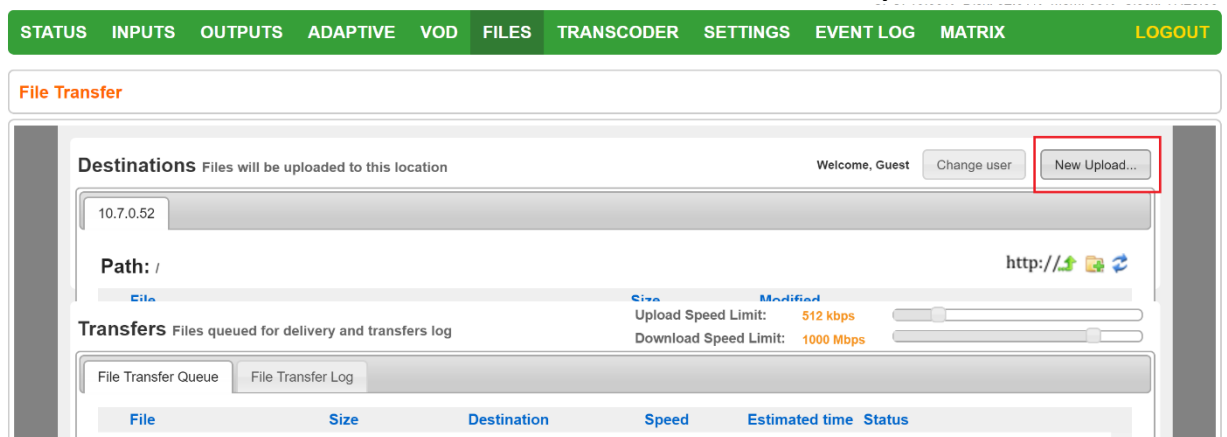 STATUS INPUTS OUTPUTS ADAPTIVE VOD FILES TRANSCODER SETTINGS EVENT LOG MATRIX LOGOUT
File Transfer
Destinations Files will be uploaded to this location Welcome, Guest Change user New Upload...
10.7.0.52
Path: / http://
File Size Modified
Upload Speed Limit: 512 kbps
Transfers Files queued for delivery and transfers log
Download Speed Limit: 1000 Mbps
File Transfer Queue File Transfer Log
File Size Destination Speed Estimated time Status